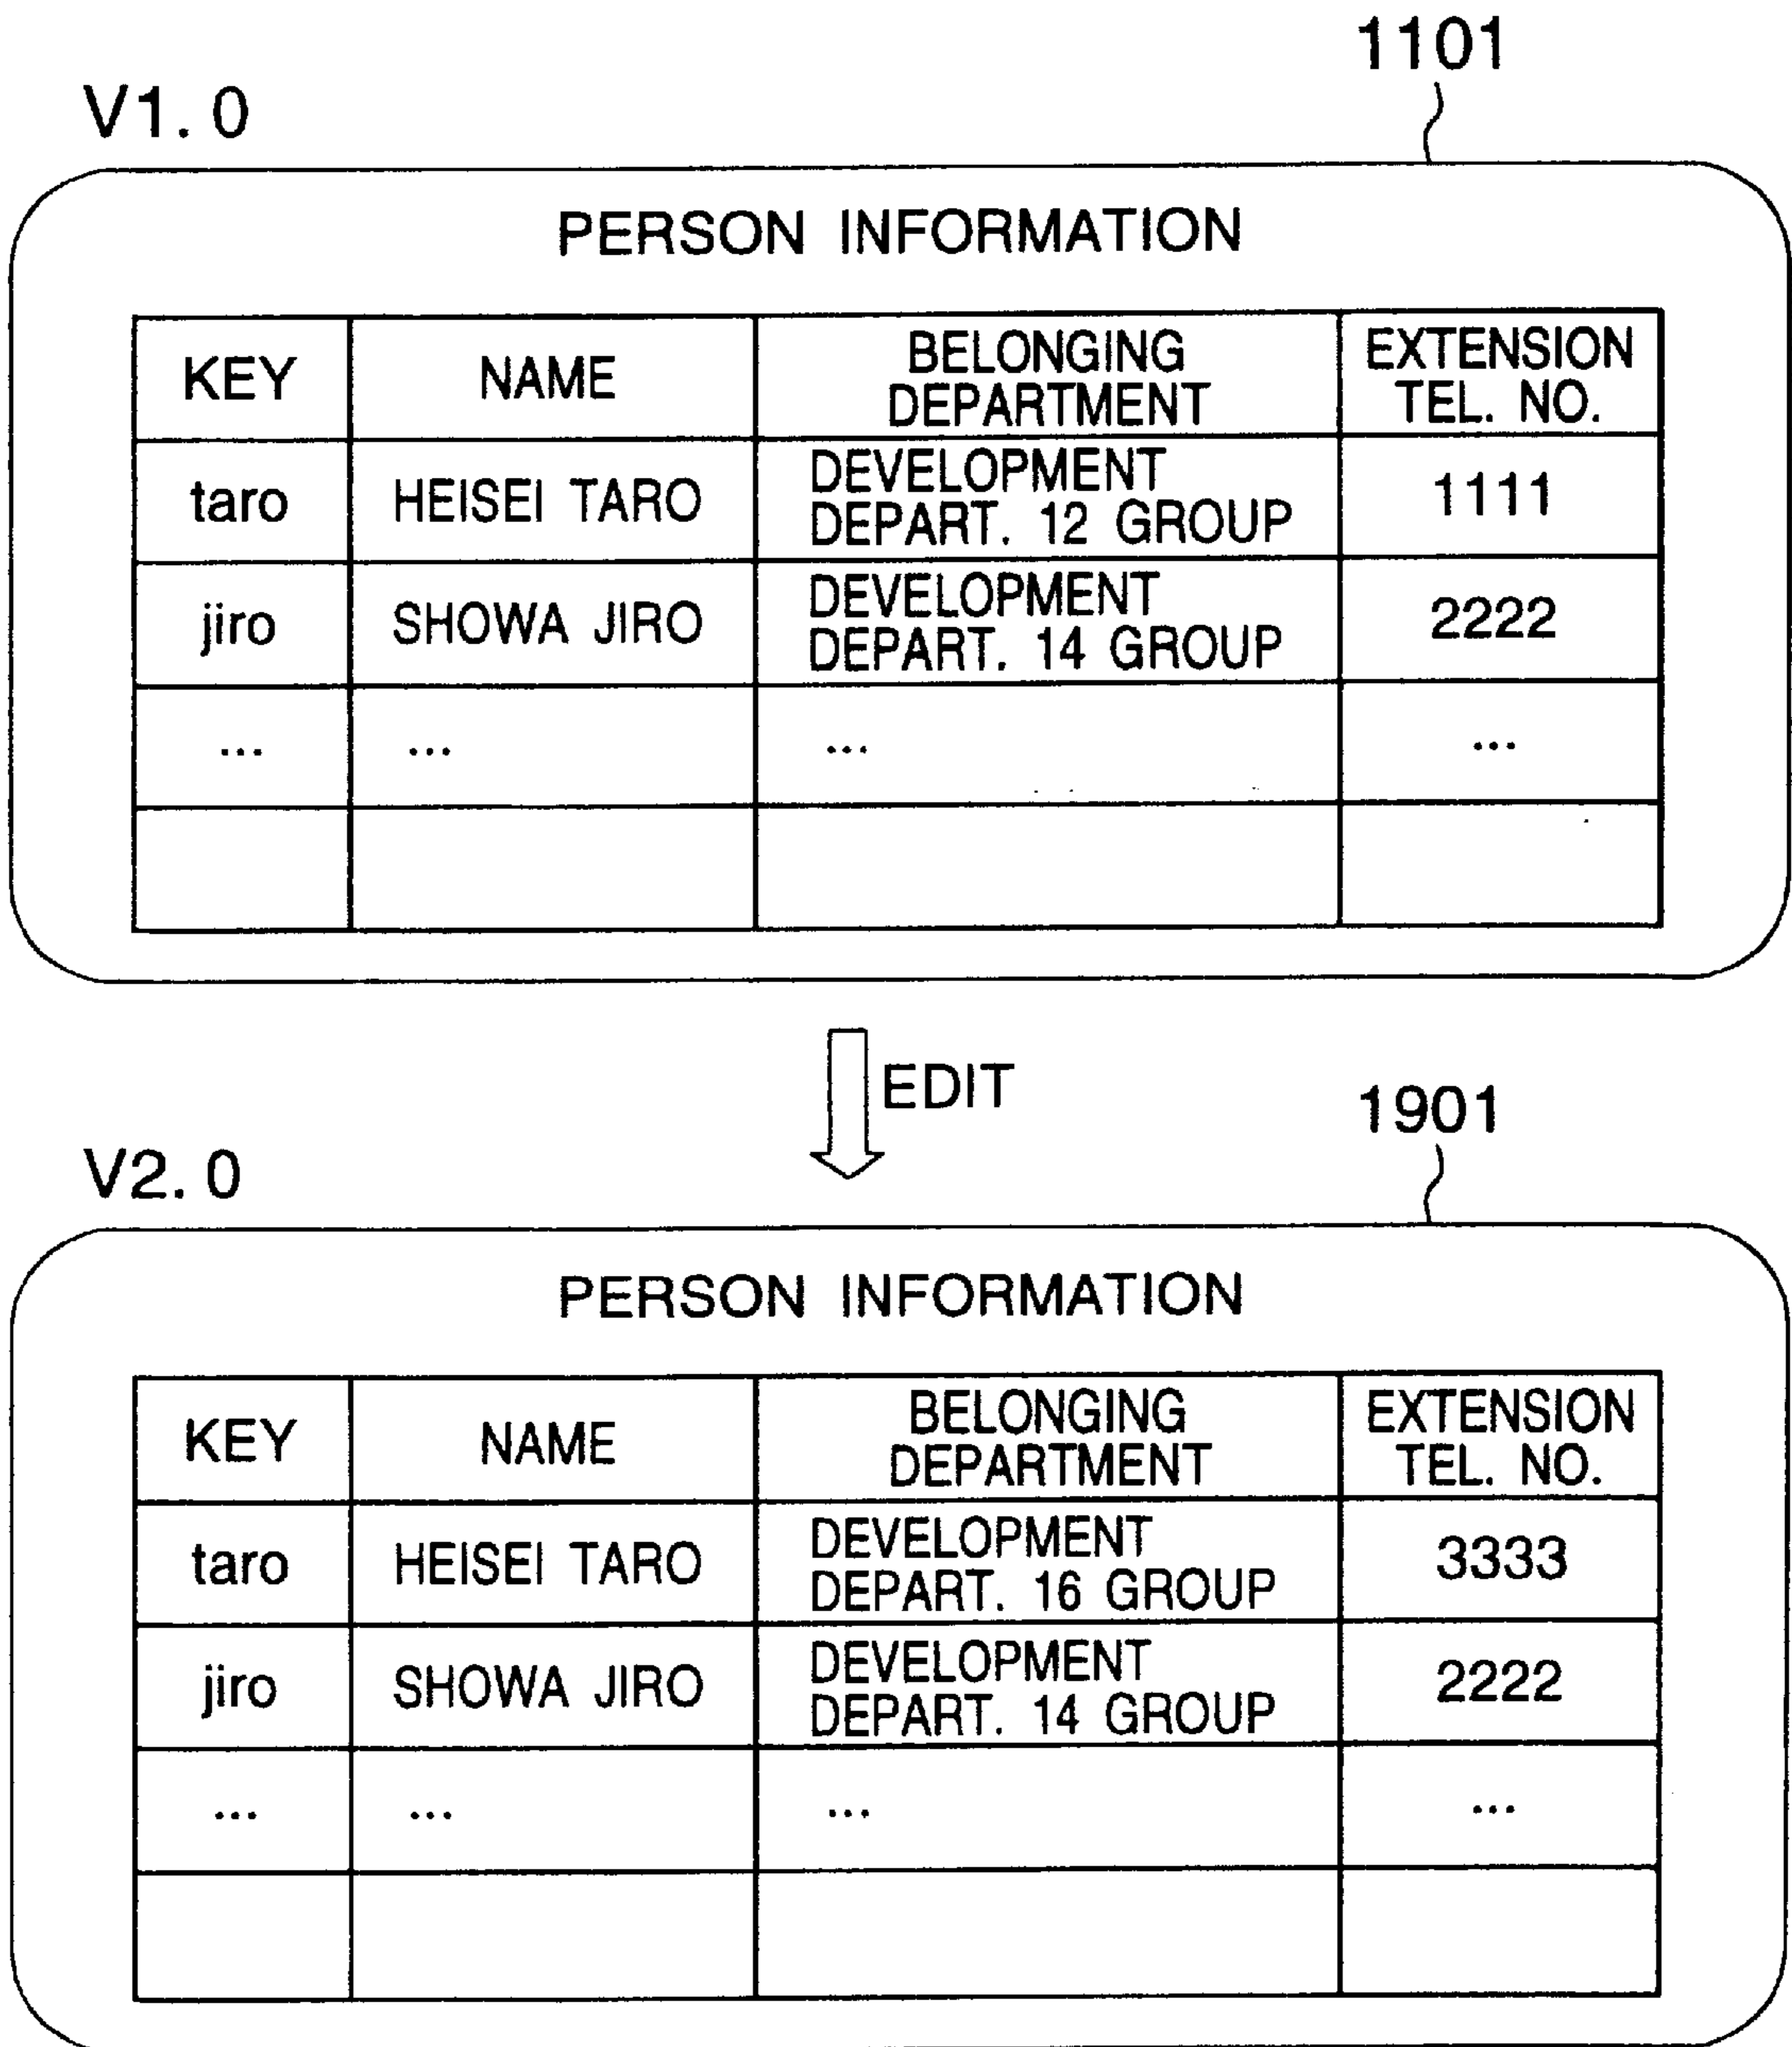 1101
V1. 0
PERSON INFORMATION
KEY NAME BELONGING DEPARTMENT EXTENSION TEL. NO.
taro HEISEI TARO DEVELOPMENT DEPART. 12 GROUP 1111
jiro SHOWA JIRO DEVELOPMENT DEPART. 14 GROUP 2222
... ... ... ...
EDIT
1901
V2. 0
PERSON INFORMATION
KEY NAME BELONGING DEPARTMENT EXTENSION TEL. NO.
taro HEISEI TARO DEVELOPMENT DEPART. 16 GROUP 3333
jiro SHOWA JIRO DEVELOPMENT DEPART. 14 GROUP 2222
... ... ... ...